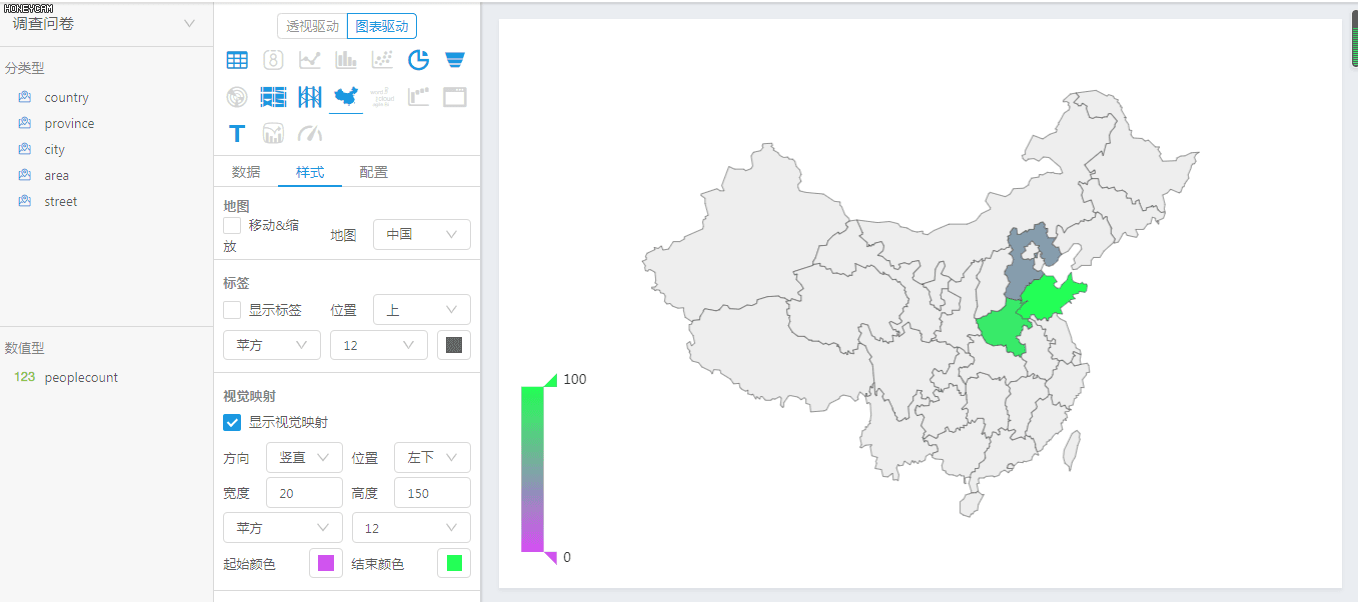 HONEYCAM
调查问卷
分类型
country
province
city
area
street
数值型
123 peoplecount
透视驱动 图表驱动
8
T
数据 样式 配置
地图
移动&缩放 地图 中国
标签
显示标签 位置 上
苹方 12
视觉映射
显示视觉映射
方向 竖直 位置 左下
宽度 20 高度 150
苹方 12
起始颜色 结束颜色
100
0